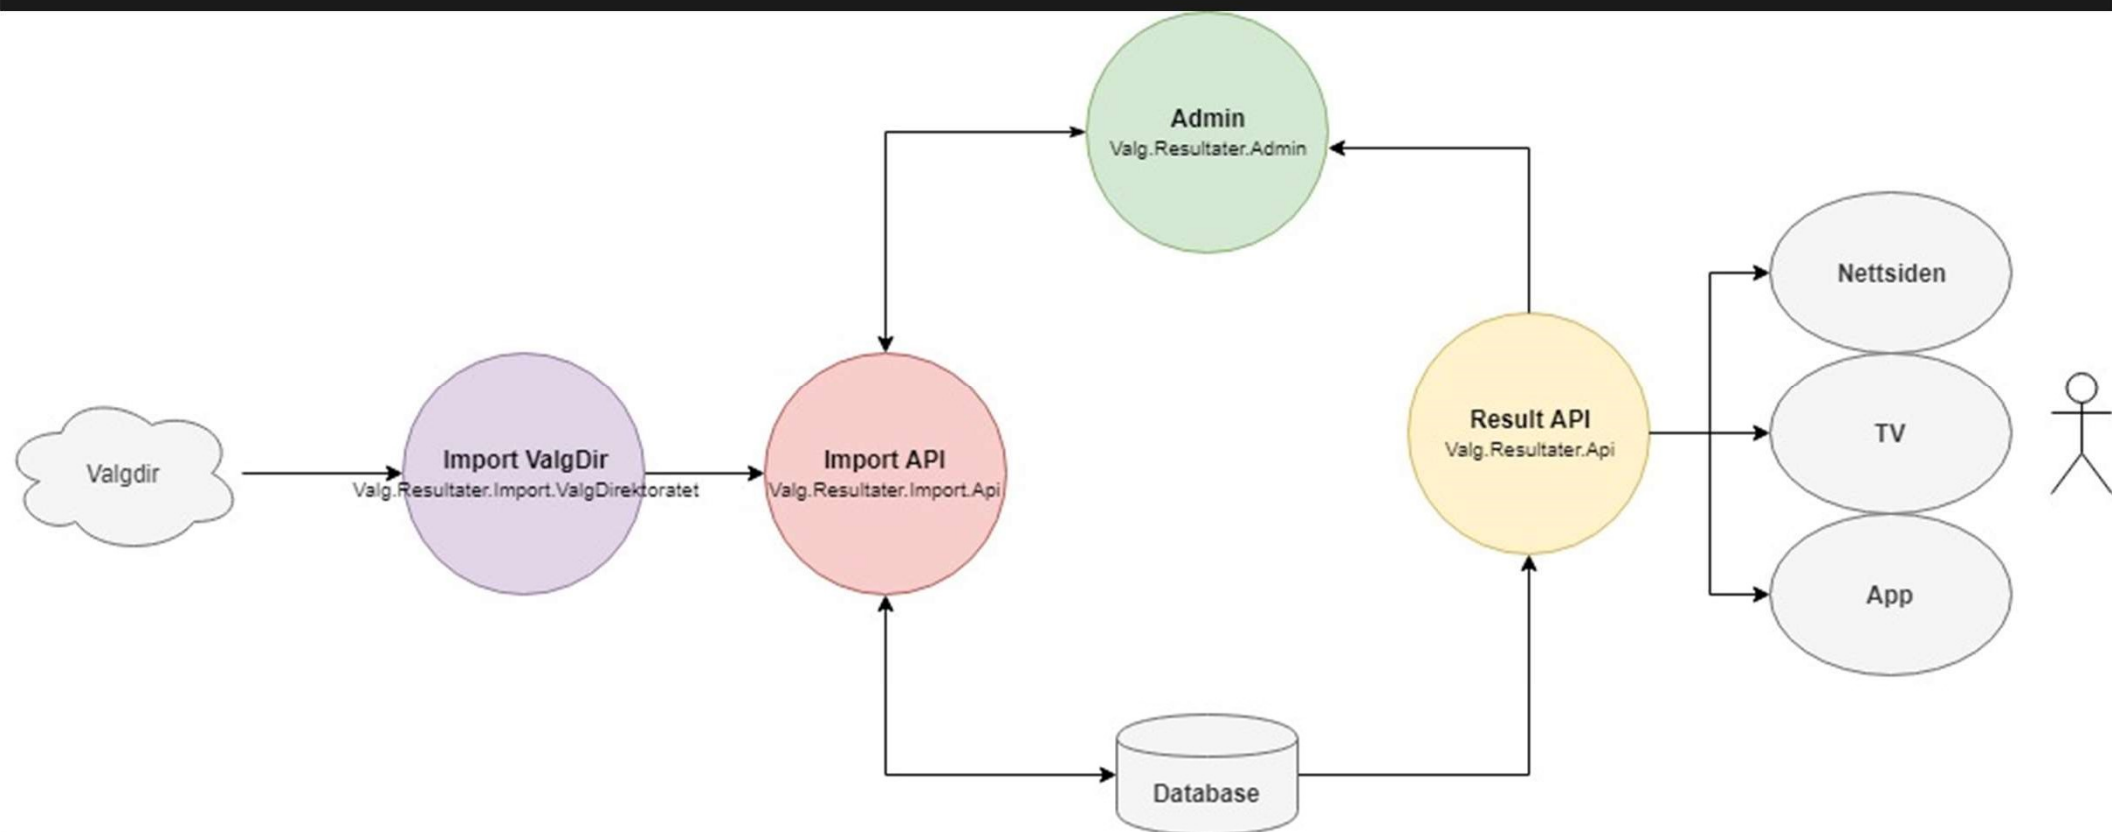 Admin
Valg.Resultater.Admin
Nettsiden
Valgdir
Import ValgDir
Valg.Resultater.Import.ValgDirektoratet
Import API
Valg.Resultater.Import.Api
Result API
Valg.Resultater.Api
TV
App
Database